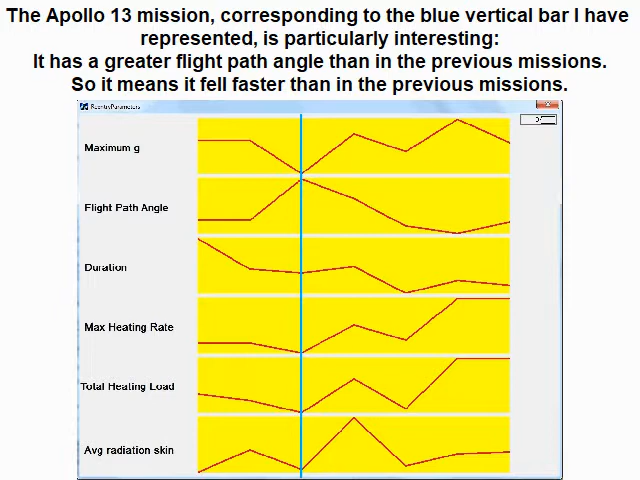 The Apollo 13 mission, corresponding to the blue vertical bar I have
represented, is particularly interesting:
It has a greater flight path angle than in the previous missions.
So it means it fell faster than in the previous missions.
ReentryParameters
Maximum g
Flight Path Angle
Duration
Max Heating Rate
Total Heating Load
Avg radiation skin